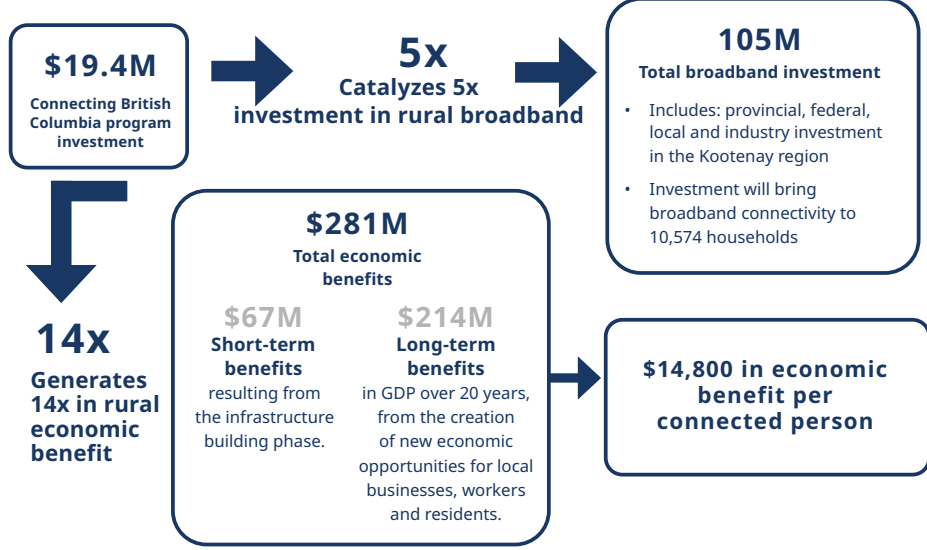 $19.4M
Connecting British
Columbia program
investment
5x
Catalyzes 5x
investment in rural broadband
105M
Total broadband investment
• Includes: provincial, federal,
local and industry investment
in the Kootenay region
• Investment will bring
broadband connectivity to
10,574 households
14x
Generates
14x in rural
economic
benefit
$281M
Total economic
benefits
$67M
Short-term
benefits
resulting from
the infrastructure
building phase.
$214M
Long-term
benefits
in GDP over 20 years,
from the creation
of new economic
opportunities for local
businesses, workers
and residents.
$14,800 in economic
benefit per
connected person